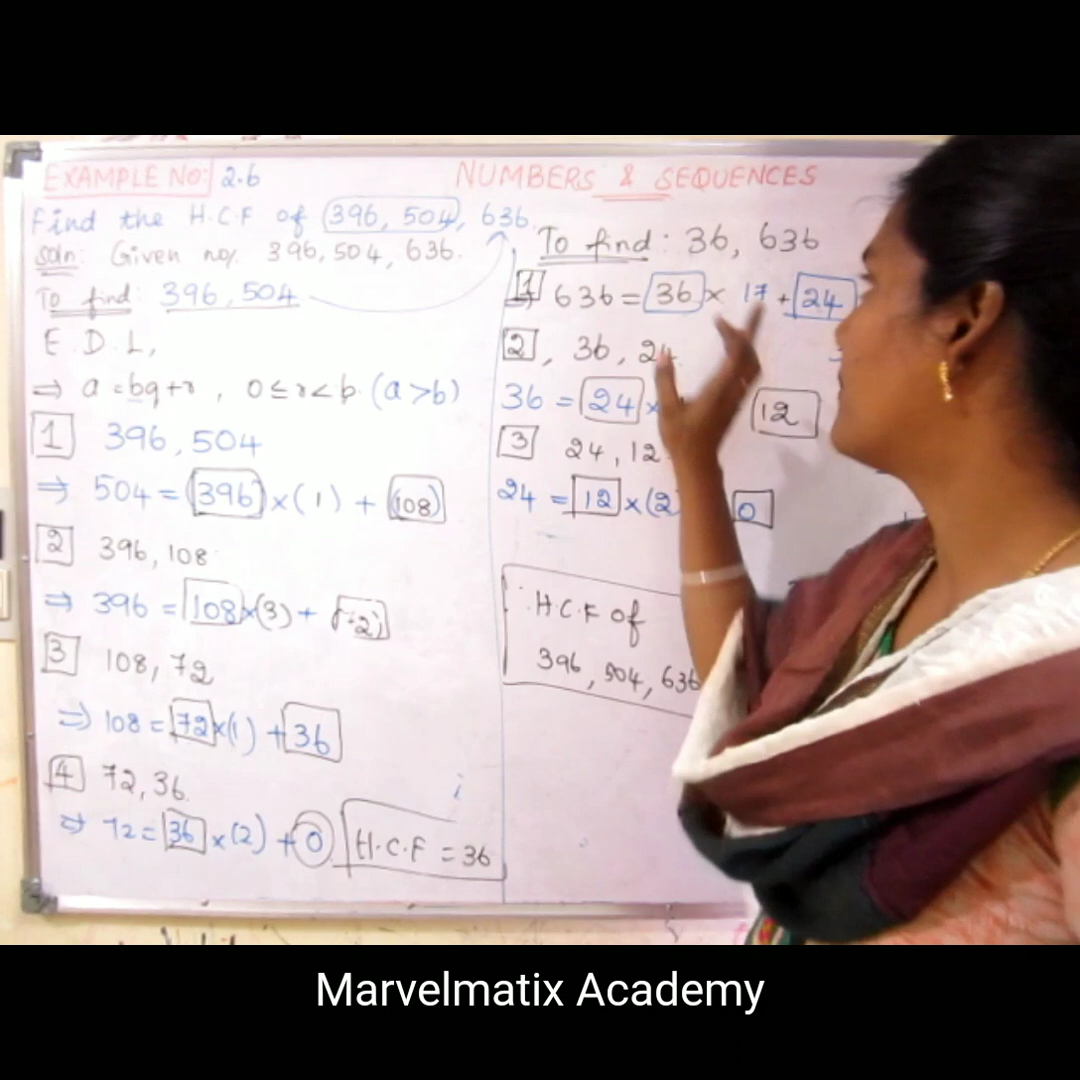 EXAMPLE NO: 2.6
NUMBERS & SEQUENCES
Find the H.C.F of 396, 504, 636.
Soln: Given no/. 396, 504, 636.
To find: 396, 504
E.D.L,
⇒ a = bq+r, 0≤r<b. (a>b)
1 396, 504
⇒ 504 = 396 ×(1) + 108
2 396, 108
⇒ 396 = 108 ×(3) + 72
3 108, 72
⇒ 108 = 72 ×(1) + 36
4 72, 36.
⇒ 72 = 36 ×(2) + 0 H.C.F = 36
To find: 36, 636
1 636 = 36 × 17 + 24
2, 36, 24
36 = 24 × 12
3 24, 12
24 = 12 ×(2 0
∴ H.C.F of
396, 504, 636
Marvelmatix Academy